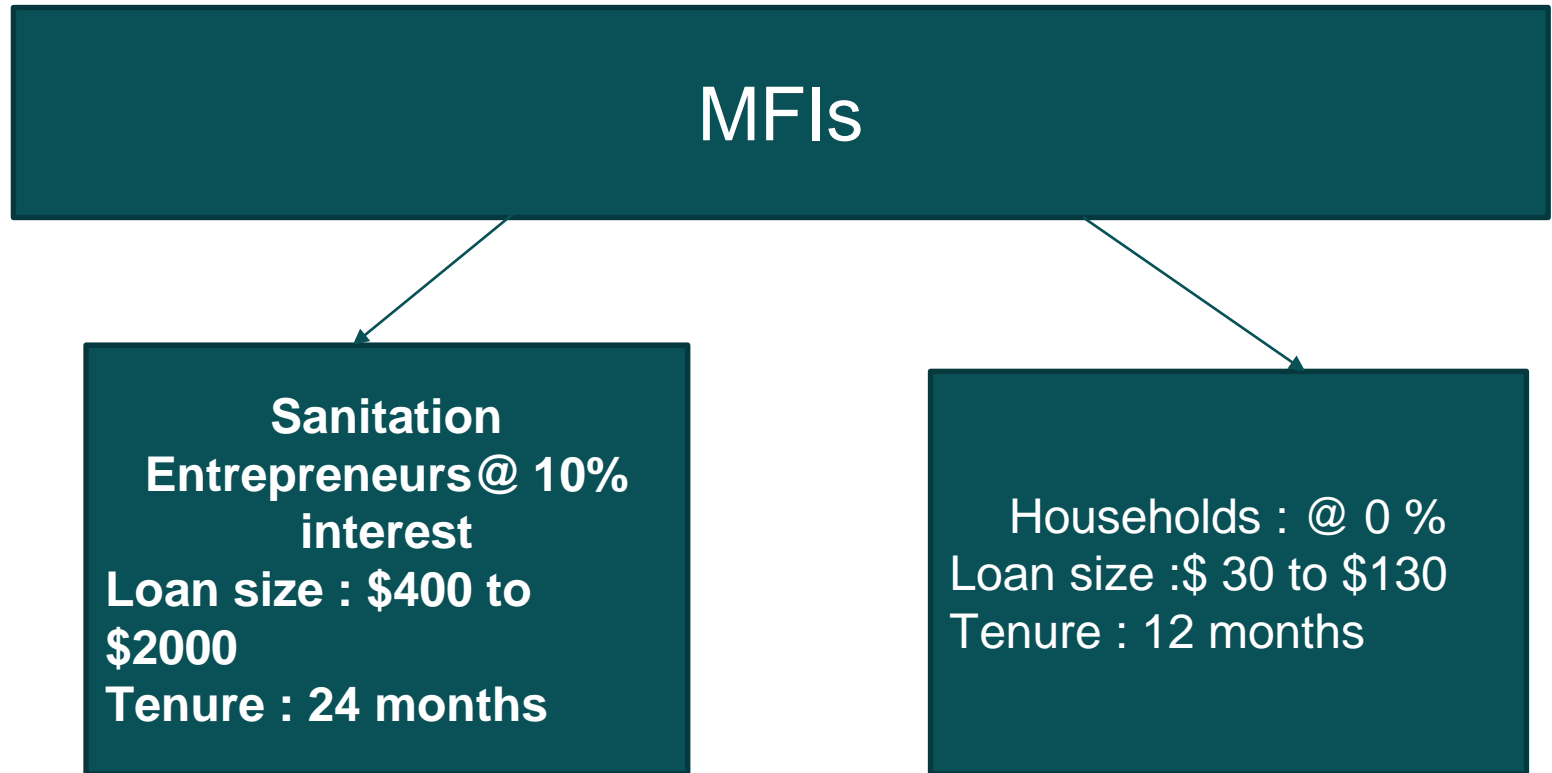 MFIs
Sanitation
Entrepreneurs@ 10%
interest
Loan size : $400 to
$2000
Tenure : 24 months
Households : @ 0 %
Loan size :$ 30 to $130
Tenure : 12 months